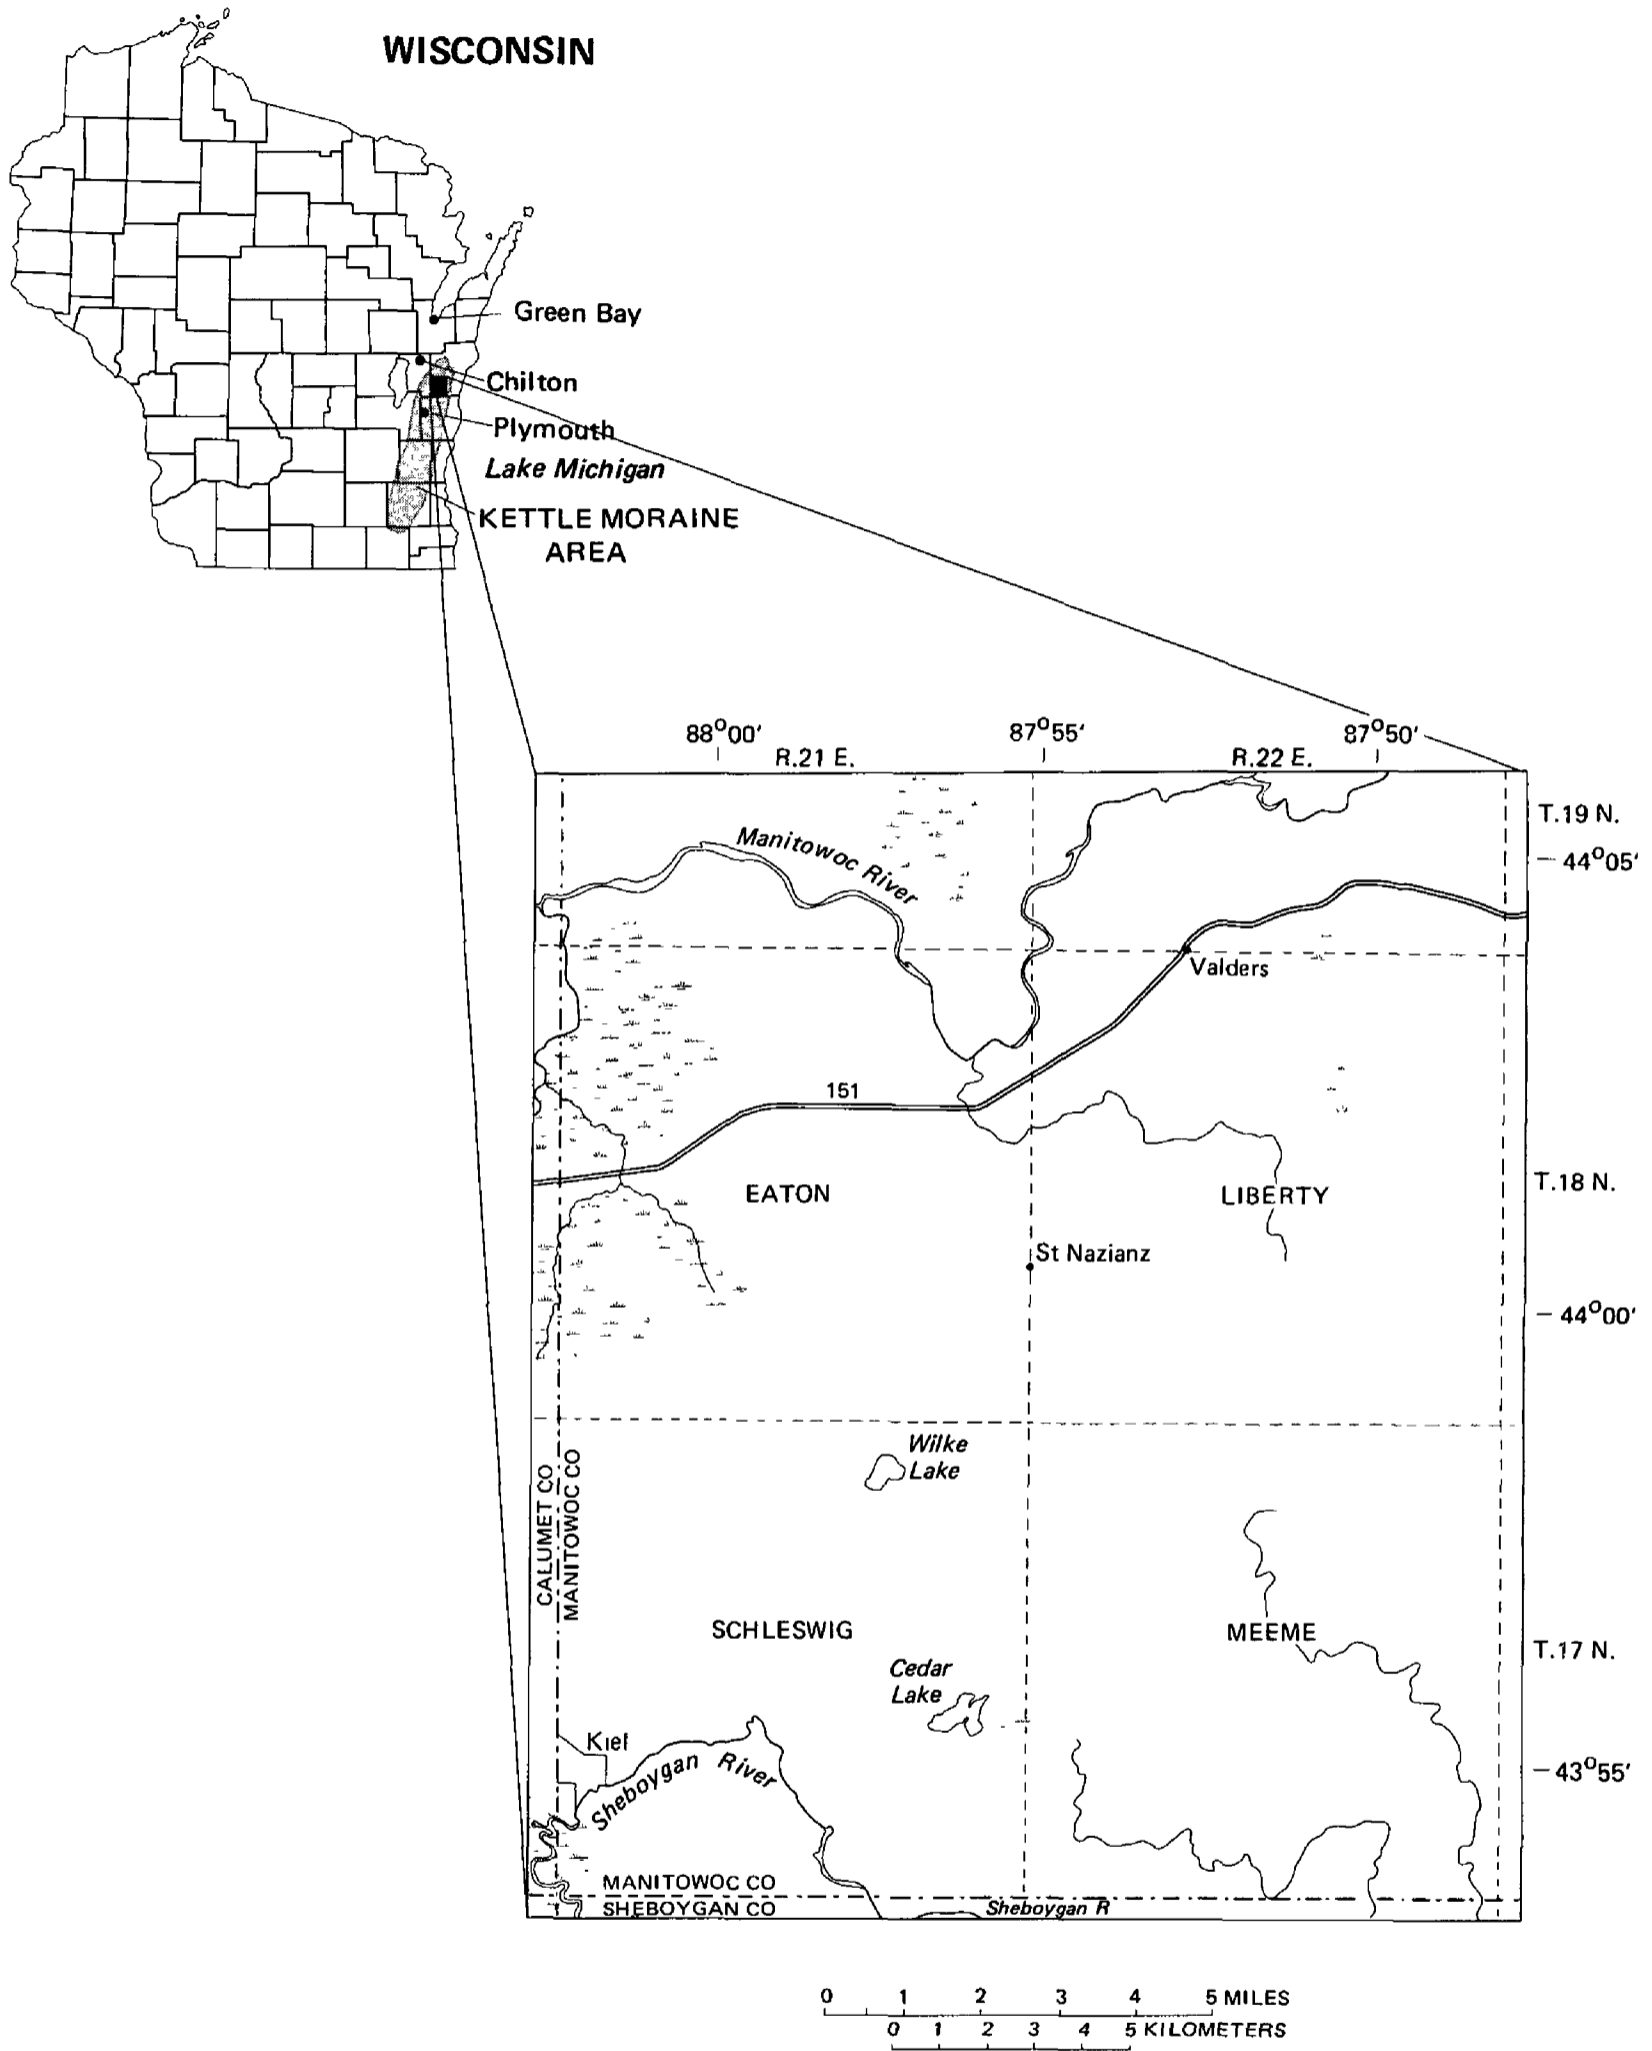 WISCONSIN
Green Bay
Chilton
Plymouth
Lake Michigan
KETTLE MORAINE
AREA
88°00'
87°55'
87°50'
R.21 E.
R.22 E.
T.19 N.
44°05'
Manitowoc River
Valders
151
EATON
LIBERTY
T.18 N.
St Nazianz
44°00'
Wilke
Lake
CALUMET CO
MANITOWOC CO
SCHLESWIG
MEEME
T.17 N.
Cedar
Lake
Kiel
Sheboygan River
43°55'
MANITOWOC CO
SHEBOYGAN CO
Sheboygan R
0 1 2 3 4 5 MILES
0 1 2 3 4 5 KILOMETERS